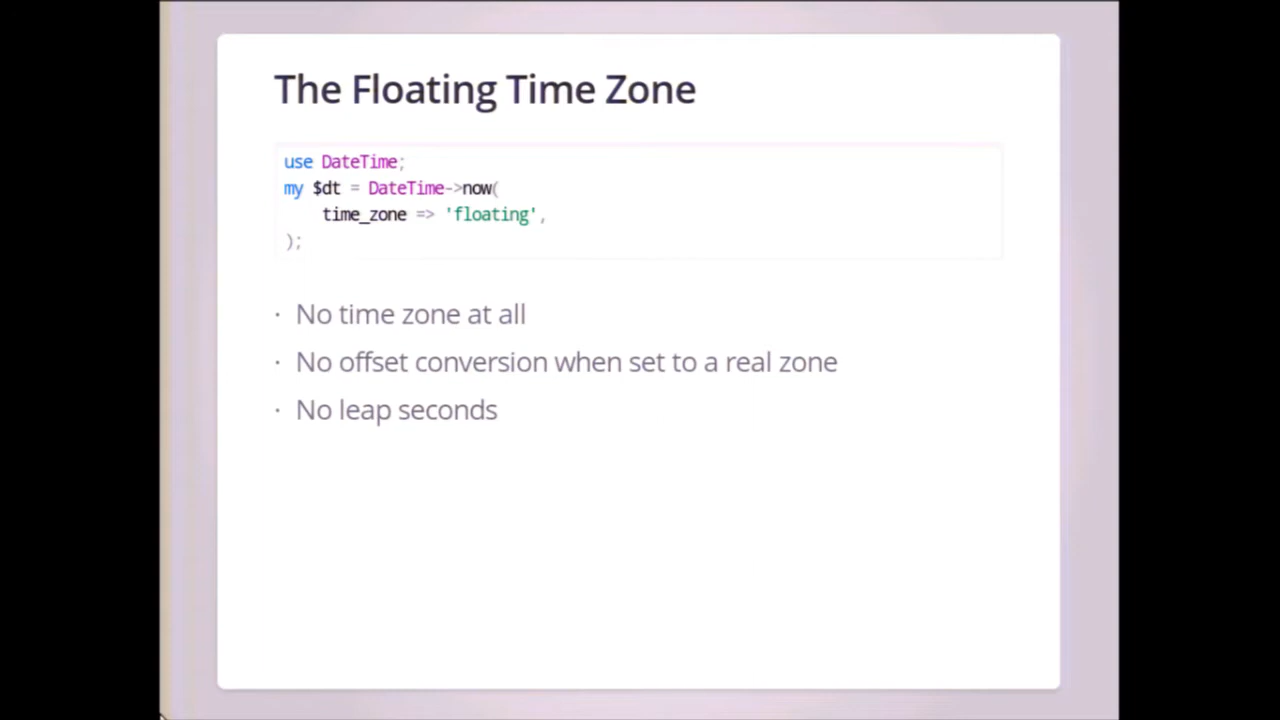 The Floating Time Zone
use DateTime;
my $dt = DateTime->now(
    time_zone => 'floating',
);
· No time zone at all
· No offset conversion when set to a real zone
· No leap seconds